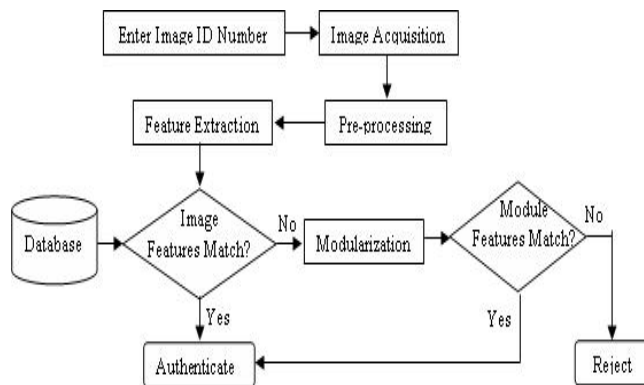 Enter Image ID Number
Image Acquisition
Feature Extraction
Pre-processing
Database
Image
Features Match?
No
Modularization
Module
Features Match?
No
Yes
Yes
Authenticate
Reject